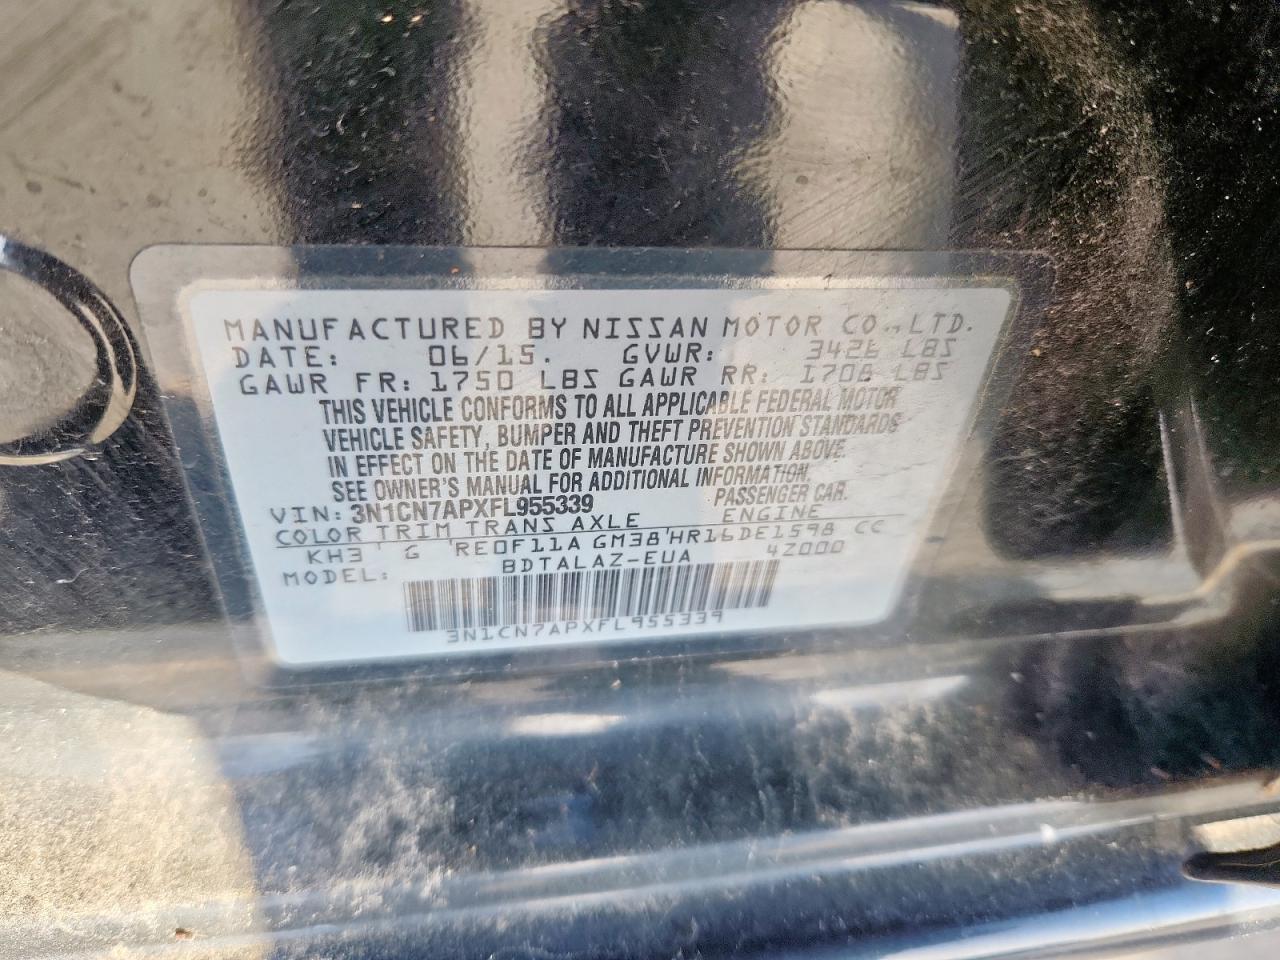 MANUFACTURED BY NISSAN MOTOR CO., LTD.
DATE: 06/15. GVWR: 3426 LBS
GAWR FR: 1750 LBS GAWR RR: 1706 LBS
THIS VEHICLE CONFORMS TO ALL APPLICABLE FEDERAL MOTOR
VEHICLE SAFETY, BUMPER AND THEFT PREVENTION STANDARDS
IN EFFECT ON THE DATE OF MANUFACTURE SHOWN ABOVE.
SEE OWNER'S MANUAL FOR ADDITIONAL INFORMATION.
VIN: 3N1CN7APXFL955339 PASSENGER CAR.
COLOR TRIM TRANS AXLE ENGINE
KH3 G RE0F11A GM38 HR16DE1598 CC
MODEL: BDTALAZ-EUA 4Z000
3N1CN7APXFL955339